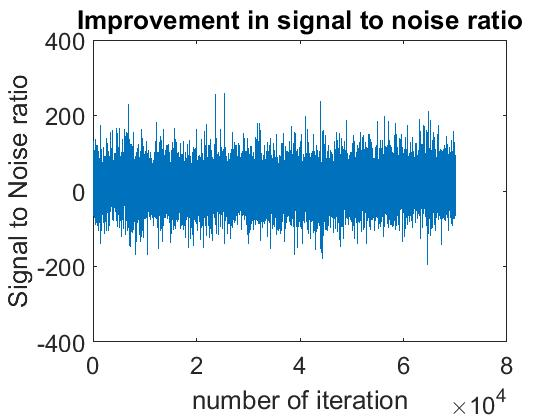 Improvement in signal to noise ratio
400
200
0
-200
-400
Signal to Noise ratio
0 2 4 6 8
×10⁴
number of iteration